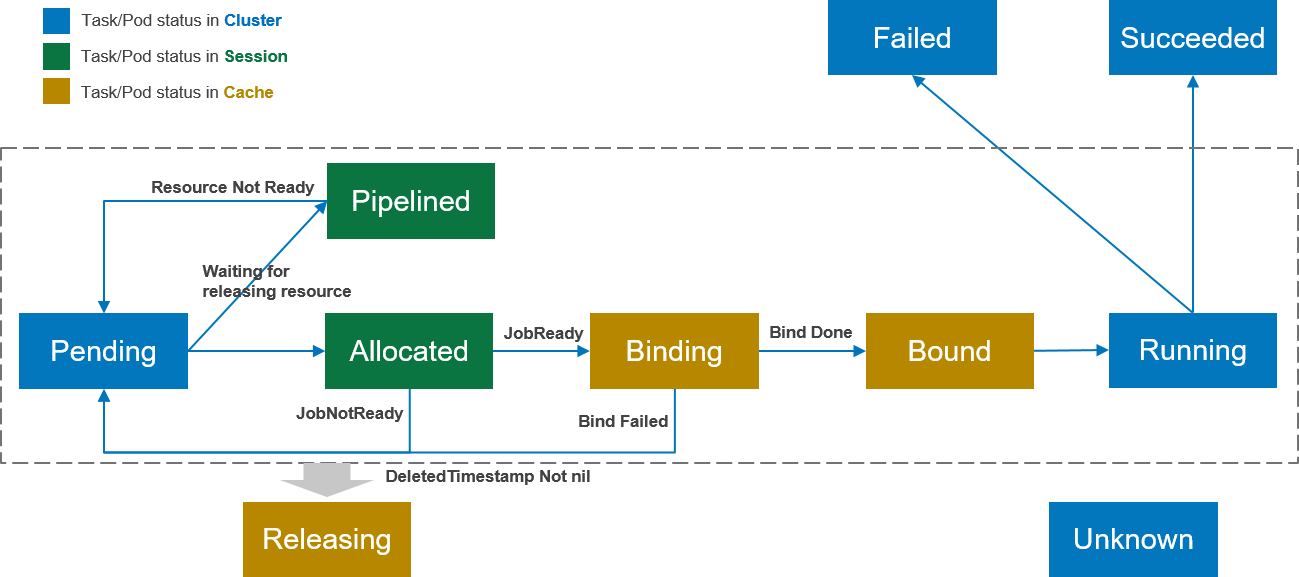 Task/Pod status in Cluster
Task/Pod status in Session
Task/Pod status in Cache
Failed
Succeeded
Resource Not Ready
Pipelined
Waiting for
releasing resource
Pending
Allocated
JobReady
Binding
Bind Done
Bound
Running
JobNotReady
Bind Failed
DeletedTimestamp Not nil
Releasing
Unknown